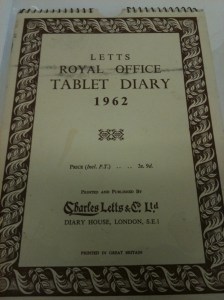 LETTS
ROYAL OFFICE
TABLET DIARY
1962
PRICE (Incl. P.T.) ... ... 2s. 9d.
PRINTED AND PUBLISHED BY
Charles Letts & Co. Ltd
DIARY HOUSE, LONDON, S.E.1
PRINTED IN GREAT BRITAIN